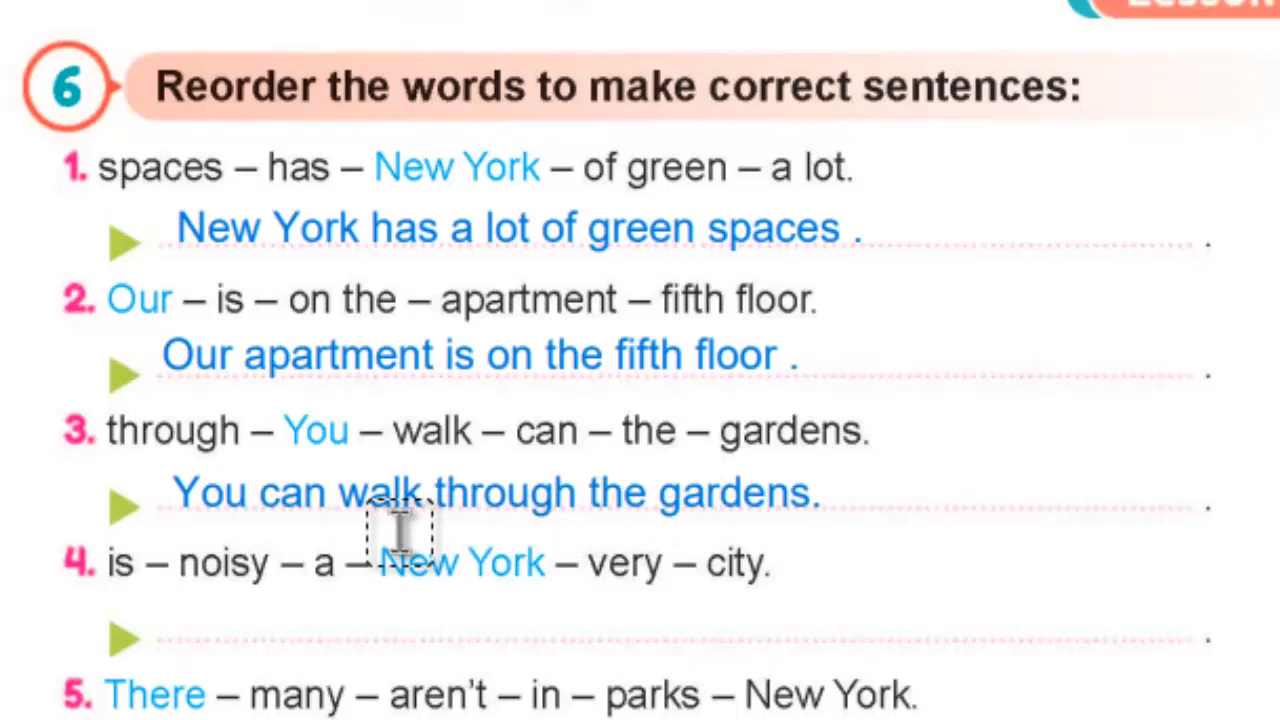 6 Reorder the words to make correct sentences:
1. spaces – has – New York – of green – a lot.
New York has a lot of green spaces .
2. Our – is – on the – apartment – fifth floor.
Our apartment is on the fifth floor .
3. through – You – walk – can – the – gardens.
You can walk through the gardens.
4. is – noisy – a – New York – very – city.
5. There – many – aren't – in – parks – New York.